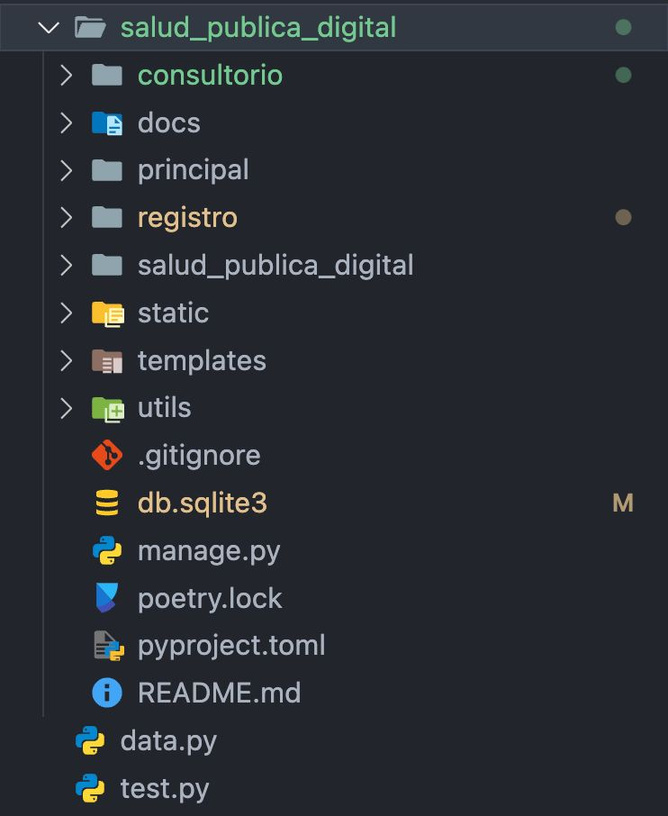 salud_publica_digital
consultorio
docs
principal
registro
salud_publica_digital
static
templates
utils
.gitignore
db.sqlite3 M
manage.py
poetry.lock
pyproject.toml
README.md
data.py
test.py